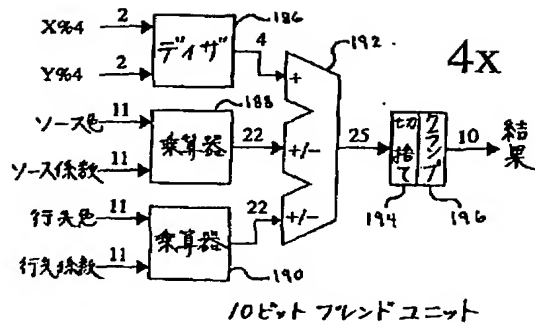 X%4 2
186
Y%4 2
ディザ
4
192
4x
+
188
ソース色 11
乗算器
22
+/-
25
切捨て
クランプ
10
結果
ソース係数 11
行先色 11
22
+/-
194
196
乗算器
行先係数 11
190
10ビット ブレンドユニット